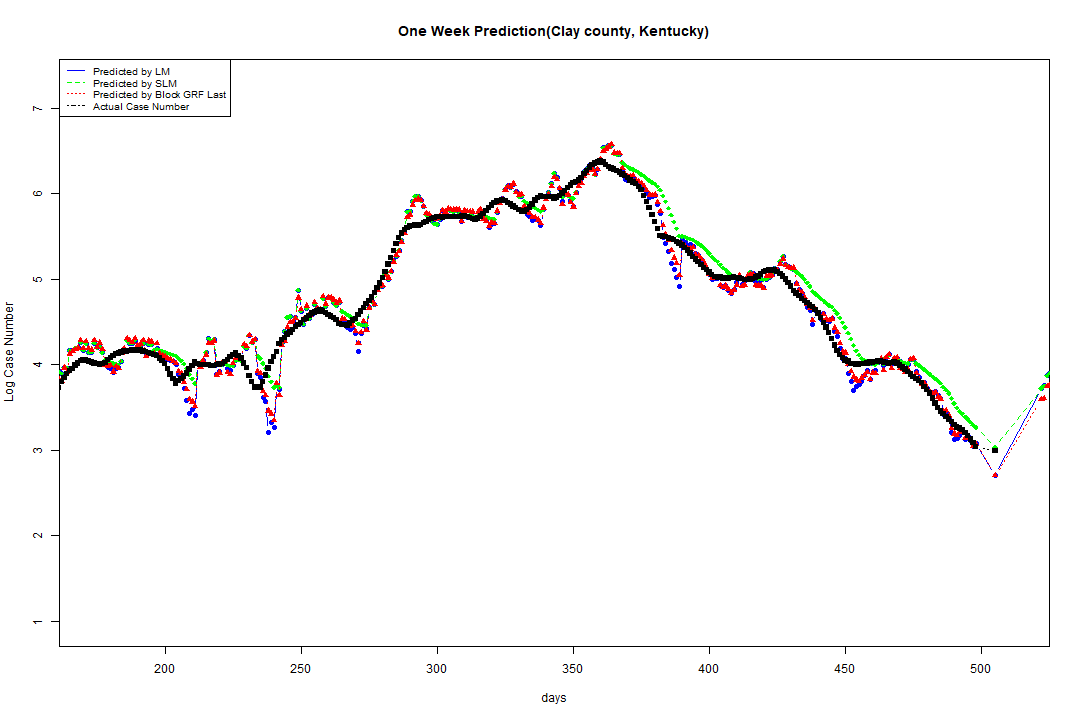 One Week Prediction(Clay county, Kentucky)
Predicted by LM
Predicted by SLM
Predicted by Block GRF Last
Actual Case Number
Log Case Number
7
6
5
4
3
2
1
200 250 300 350 400 450 500
days